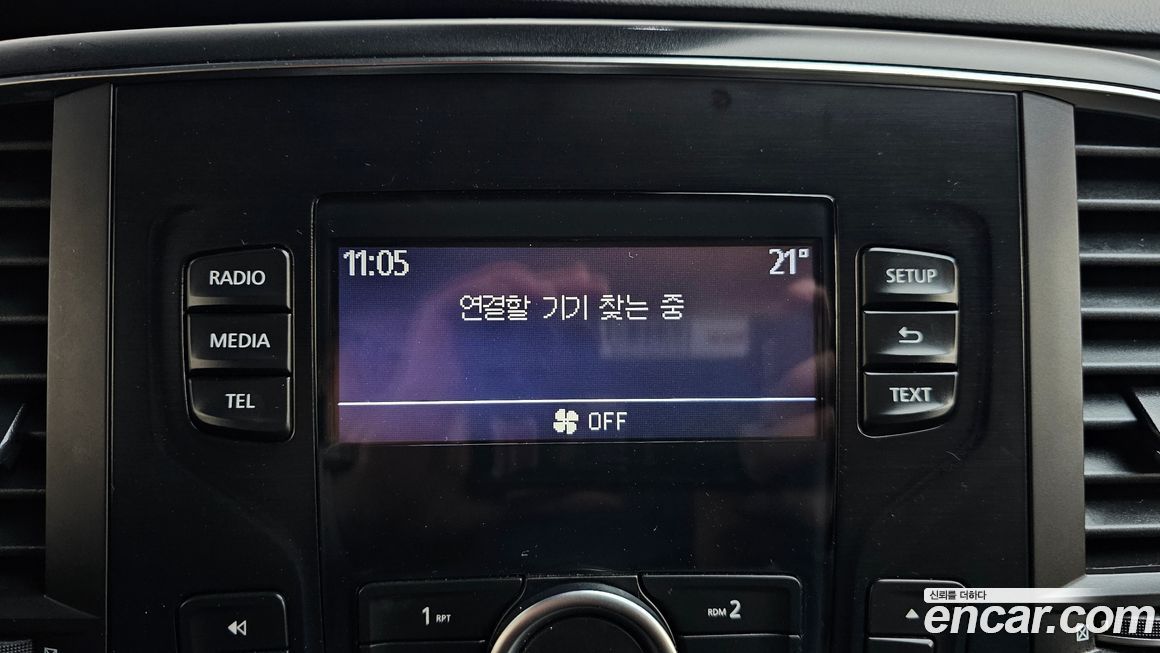 11:05
21°
연결할 기기 찾는 중
OFF
RADIO
MEDIA
TEL
SETUP
TEXT
1 RPT
RDM 2
신뢰를 더하다
encar.com